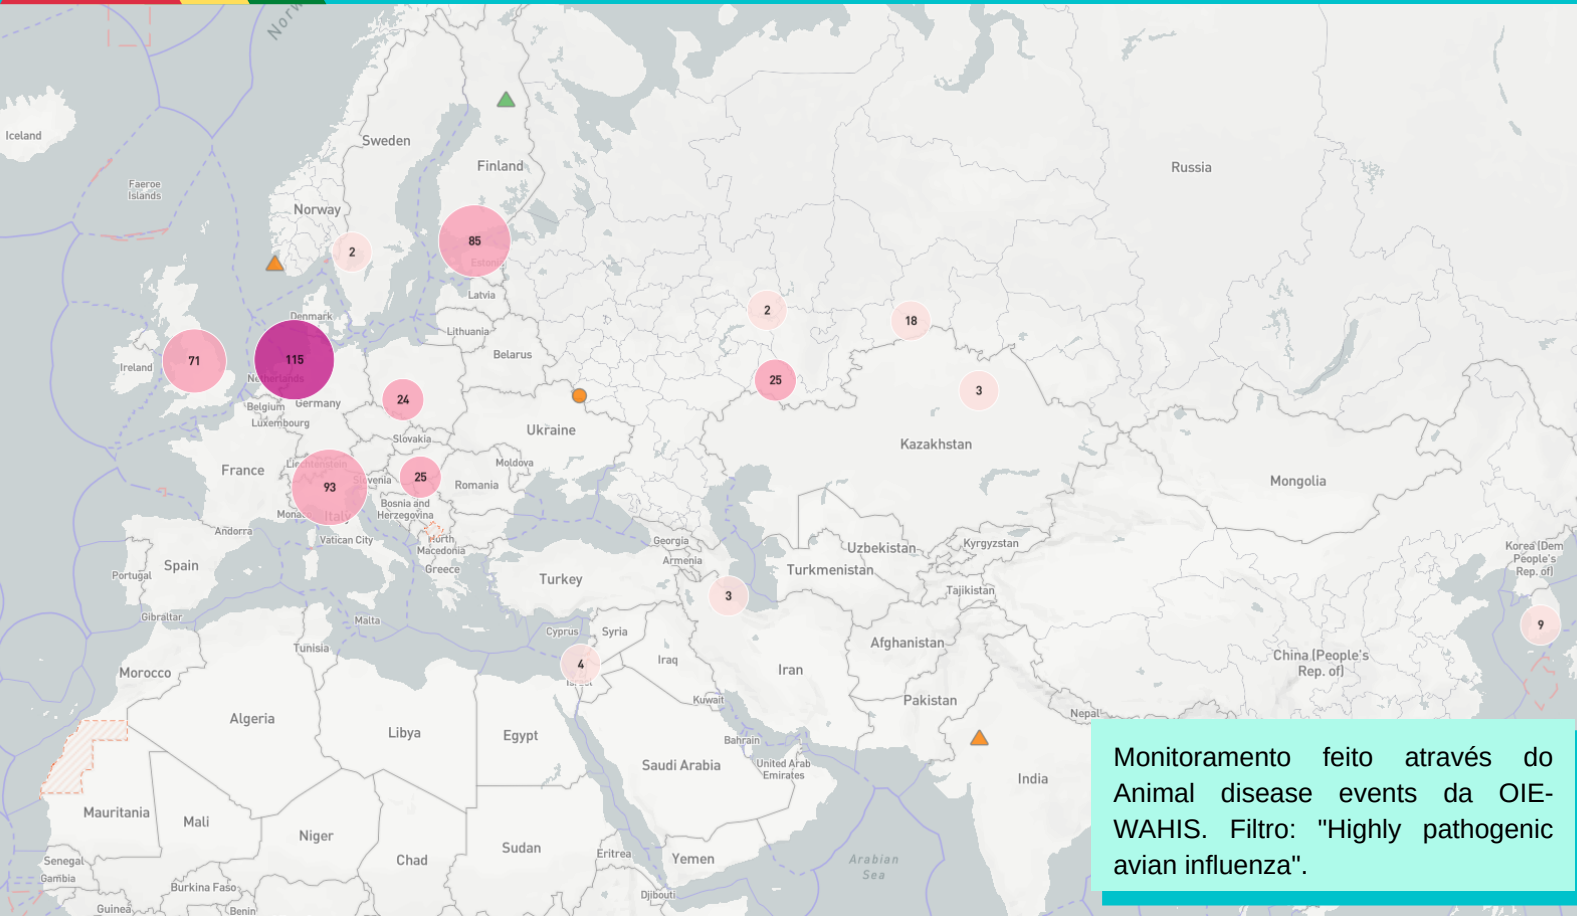 Norw
Iceland
Sweden
Finland
Russia
Faeroe
Islands
Norway
85
2
Estonia
Latvia
2
18
Denmark
Lithuania
71
115
Belarus
Ireland
Netherlands
25
3
24
Belgium
Germany
Luxembourg
Ukraine
Slovakia
Kazakhstan
France
Liechtenstein
Moldova
93
Slovenia
25
Romania
Mongolia
Bosnia and
Herzegovina
Monac
Italy
Andorra
Vatican City
North
Macedonia
Georgia
Kyrgyzstan
Uzbekistan
Korea (Dem
People's
Rep. of)
Armenia
Spain
Greece
Turkmenistan
Portugal
Turkey
Tajikistan
3
Gibraltar
Malta
9
Cyprus
Syria
Tunisia
Afghanistan
Iraq
4
China (People's
Rep. of)
Morocco
Iran
Israel
Kuwait
Pakistan
Nepal
Algeria
Libya
Egypt
Bahrain
Saudi Arabia
United Arab
Emirates
India
Mauritania
Mali
Niger
Chad
Sudan
Eritrea
Yemen
Arabian
Sea
Senegal
Gambia
Burkina Faso
Djibouti
Guinea
Benin
Monitoramento feito através do
Animal disease events da OIE-
WAHIS. Filtro: "Highly pathogenic
avian influenza".